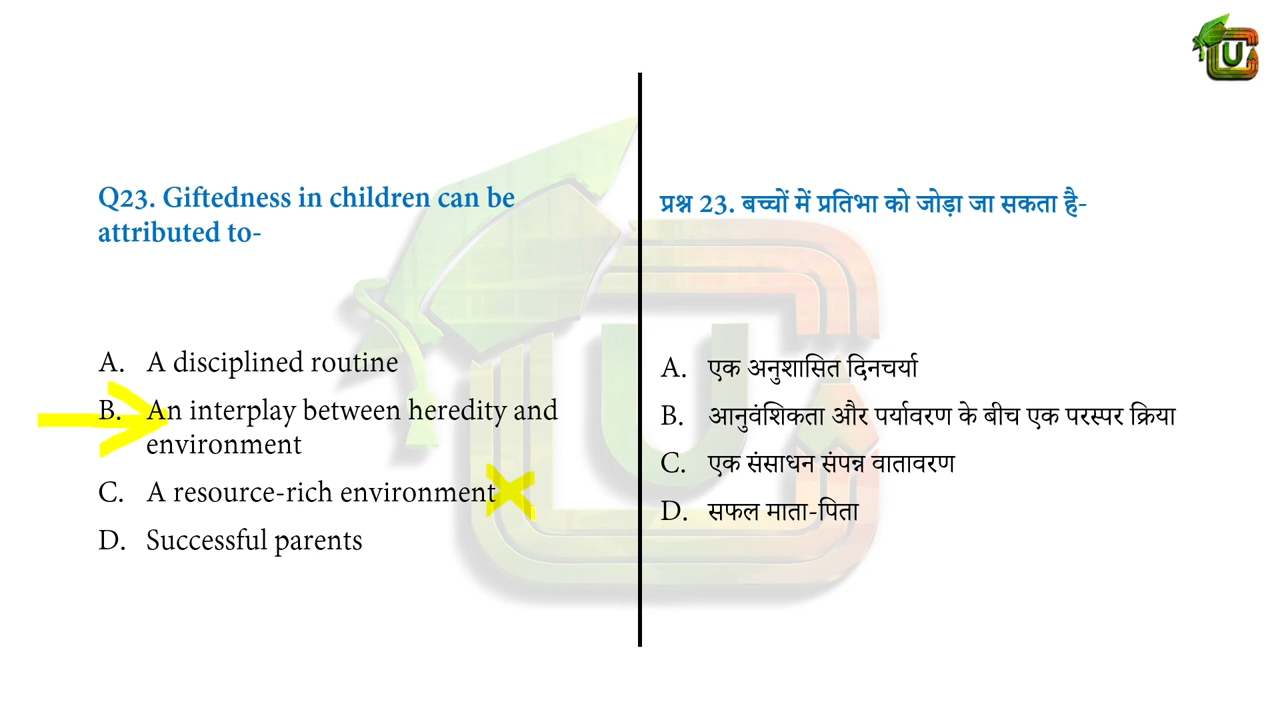 Q23. Giftedness in children can be
attributed to-
A. A disciplined routine
B. An interplay between heredity and
environment
C. A resource-rich environment
D. Successful parents
प्रश्न 23. बच्चों में प्रतिभा को जोड़ा जा सकता है-
A. एक अनुशासित दिनचर्या
B. आनुवंशिकता और पर्यावरण के बीच एक परस्पर क्रिया
C. एक संसाधन संपन्न वातावरण
D. सफल माता-पिता
U
U